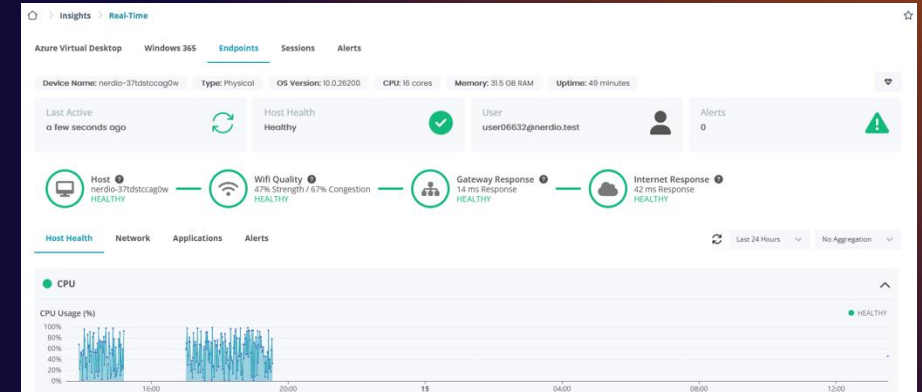 Insights > Real-Time
Azure Virtual Desktop Windows 365 Endpoints Sessions Alerts
Device Name: nerdio-37tdstccag0w Type: Physical OS Version: 10.0.26200 CPU: 16 cores Memory: 31.5 GB RAM Uptime: 49 minutes
Last Active Host Health User Alerts
a few seconds ago Healthy user06632@nerdio.test 0
Host Wifi Quality Gateway Response Internet Response
nerdio-37tdstccag0w 47% Strength / 67% Congestion 14 ms Response 42 ms Response
HEALTHY HEALTHY HEALTHY HEALTHY
Host Health Network Applications Alerts Last 24 Hours No Aggregation
CPU
CPU Usage (%) HEALTHY
100%
80%
60%
40%
20%
0%
16:00 20:00 15 04:00 08:00 12:00